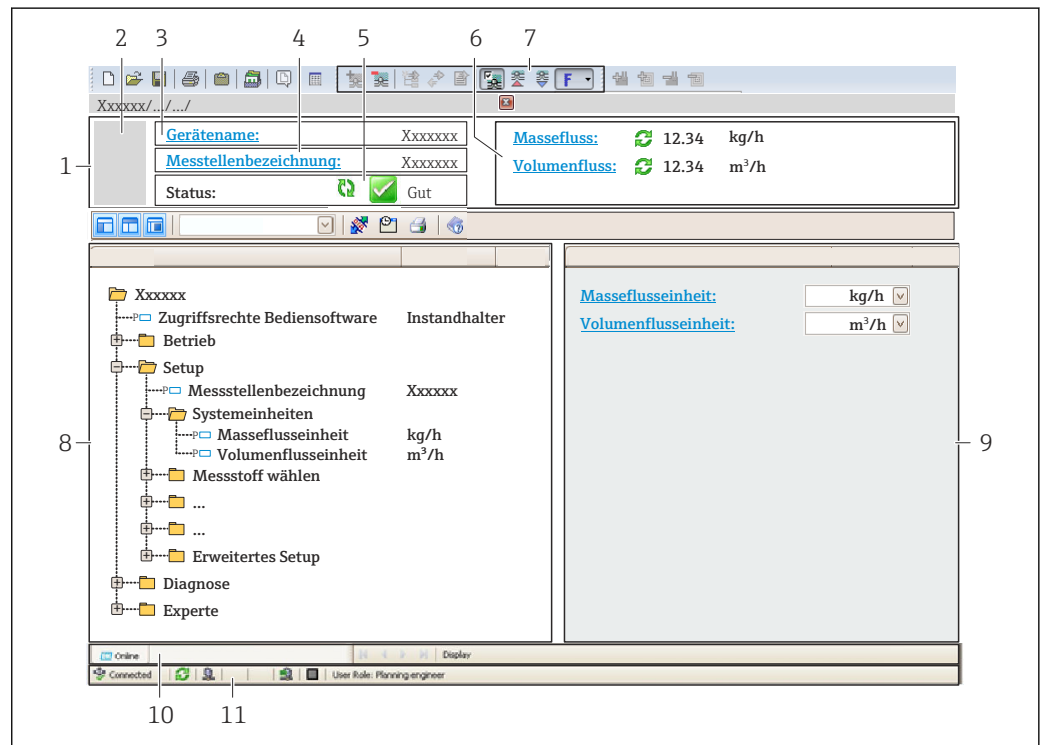 2 3 4 5 6 7
F
Xxxxxx/.../.../
1
Gerätename: Xxxxxxx
Messtellenbezeichnung: Xxxxxxx
Status: Gut
Massefluss: 12.34 kg/h
Volumenfluss: 12.34 m³/h
Xxxxxx
P Zugriffsrechte Bediensoftware Instandhalter
Betrieb
Setup
P Messstellenbezeichnung Xxxxxx
Systemeinheiten
P Masseflusseinheit kg/h
P Volumenflusseinheit m³/h
Messstoff wählen
...
...
Erweitertes Setup
Diagnose
Experte
8
Masseflusseinheit: kg/h
Volumenflusseinheit: m³/h
9
Online Display
Connected User Role: Planning engineer
10 11